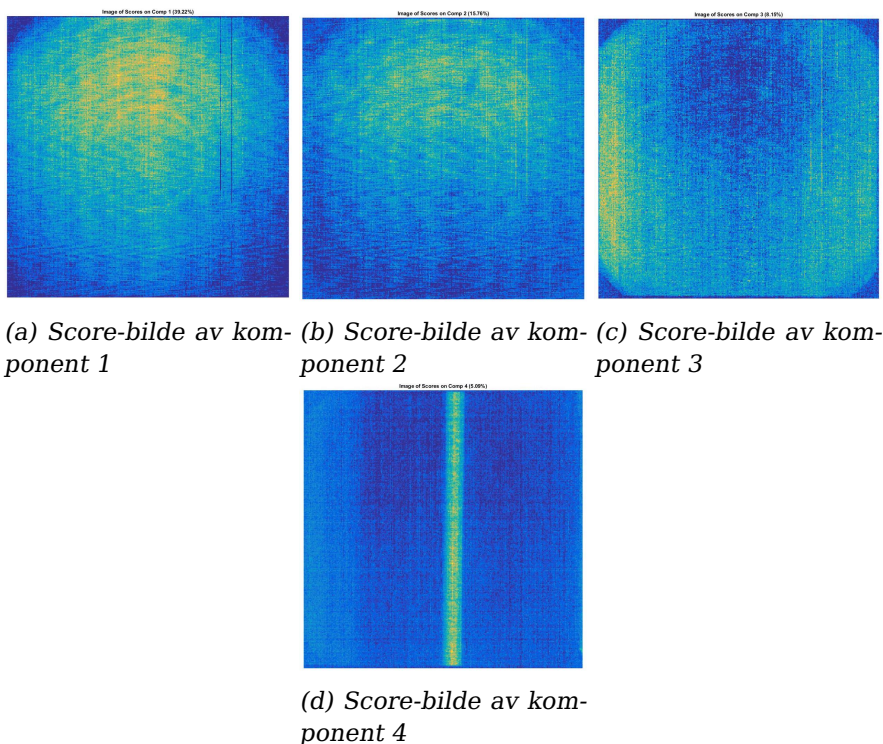 Image of Scores on Comp 1 (39.22%)
Image of Scores on Comp 2 (15.76%)
Image of Scores on Comp 3 (8.15%)
(a) Score-bilde av kom-
ponent 1
(b) Score-bilde av kom-
ponent 2
(c) Score-bilde av kom-
ponent 3
Image of Scores on Comp 4 (5.09%)
(d) Score-bilde av kom-
ponent 4